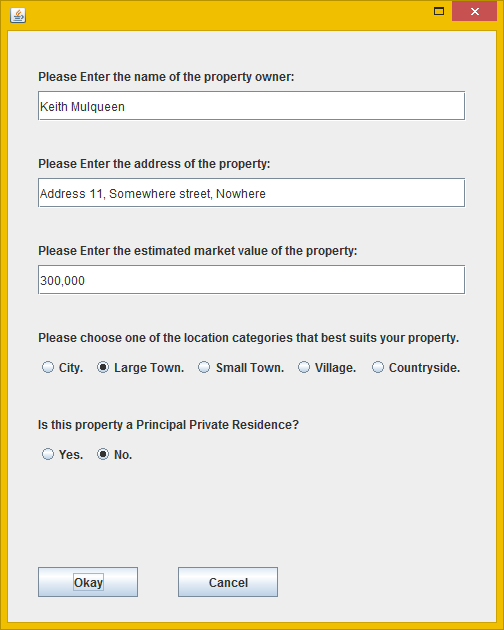 Please Enter the name of the property owner:
Keith Mulqueen
Please Enter the address of the property:
Address 11, Somewhere street, Nowhere
Please Enter the estimated market value of the property:
300,000
Please choose one of the location categories that best suits your property.
City. Large Town. Small Town. Village. Countryside.
Is this property a Principal Private Residence?
Yes. No.
Okay Cancel